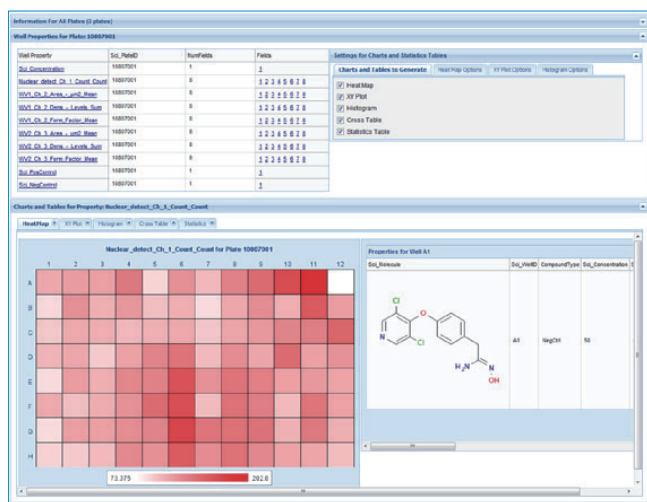 Information For All Plates (3 plates)
Well Properties for Plate: 10807001
Well Property Sci_PlateID NumFields Fields
Sci_Concentration 10807001 1 1
Nuclear_detect_Ch_1_Count_Count 10807001 8 1 2 3 4 5 6 7 8
WV1_Ch_2_Area_-_µm2_Mean 10807001 8 1 2 3 4 5 6 7 8
WV1_Ch_2_Dens_-_Levels_Sum 10807001 8 1 2 3 4 5 6 7 8
WV1_Ch_2_Form_Factor_Mean 10807001 8 1 2 3 4 5 6 7 8
WV2_Ch_3_Area_-_µm2_Mean 10807001 8 1 2 3 4 5 6 7 8
WV2_Ch_3_Dens_-_Levels_Sum 10807001 8 1 2 3 4 5 6 7 8
WV2_Ch_3_Form_Factor_Mean 10807001 8 1 2 3 4 5 6 7 8
Sci_PosControl 10807001 1 1
Sci_NegControl 10807001 1 1
Settings for Charts and Statistics Tables
Charts and Tables to Generate Heat Map Options XY Plot Options Histogram Options
HeatMap
XY Plot
Histogram
Cross Table
Statistics Table
Charts and Tables for Property: Nuclear_detect_Ch_1_Count_Count
HeatMap XY Plot Histogram Cross Table Statistics
Nuclear_detect_Ch_1_Count_Count for Plate 10807001
1 2 3 4 5 6 7 8 9 10 11 12
A
B
C
D
E
F
G
H
73.375 202.0
Properties for Well A1
Sci_Molecule Sci_WellID CompoundType Sci_Concentration S
Cl
O
N
Cl
H2N
N
OH
A1 NegCtrl 50